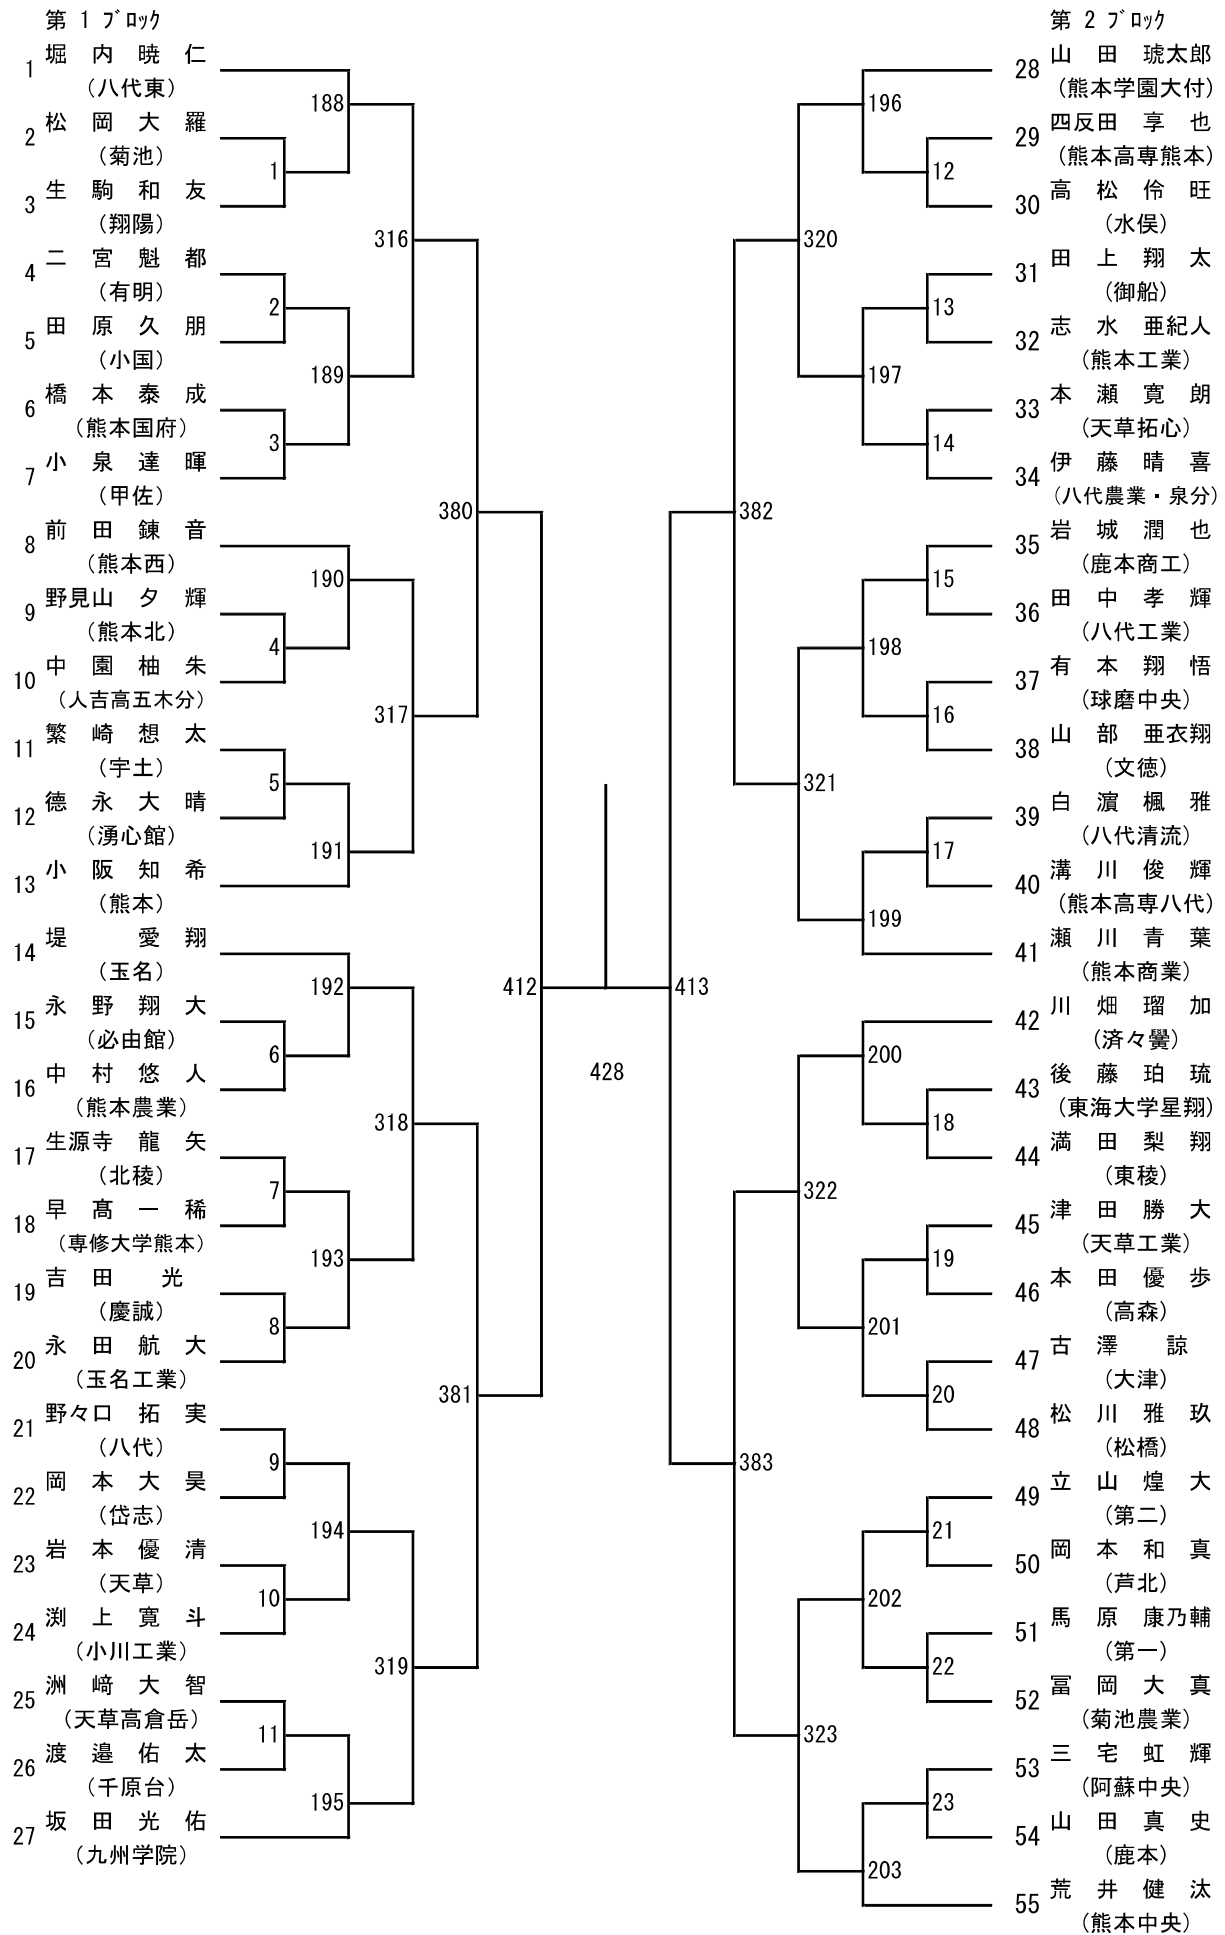 第 1 ブロック
1 堀 内 暁 仁
（八代東）
2 松 岡 大 羅
（菊池）
3 生 駒 和 友
（翔陽）
4 二 宮 魁 都
（有明）
5 田 原 久 朋
（小国）
6 橋 本 泰 成
（熊本国府）
7 小 泉 達 暉
（甲佐）
8 前 田 錬 音
（熊本西）
9 野見山 夕 輝
（熊本北）
10 中 園 柚 朱
（人吉高五木分）
11 繁 崎 想 太
（宇土）
12 德 永 大 晴
（湧心館）
13 小 阪 知 希
（熊本）
14 堤 愛 翔
（玉名）
15 永 野 翔 大
（必由館）
16 中 村 悠 人
（熊本農業）
17 生源寺 龍 矢
（北稜）
18 早 髙 一 稀
（専修大学熊本）
19 吉 田 光
（慶誠）
20 永 田 航 大
（玉名工業）
21 野々口 拓 実
（八代）
22 岡 本 大 昊
（岱志）
23 岩 本 優 清
（天草）
24 渕 上 寛 斗
（小川工業）
25 洲 﨑 大 智
（天草高倉岳）
26 渡 邉 佑 太
（千原台）
27 坂 田 光 佑
（九州学院）
1
2
3
4
5
6
7
8
9
10
11
188
189
190
191
192
193
194
195
316
317
318
319
380
381
412
428
413
382
383
320
321
322
323
196
197
198
199
200
201
202
203
12
13
14
15
16
17
18
19
20
21
22
23
第 2 ブロック
28 山 田 琥太郎
（熊本学園大付）
29 四反田 享 也
（熊本高専熊本）
30 高 松 伶 旺
（水俣）
31 田 上 翔 太
（御船）
32 志 水 亜紀人
（熊本工業）
33 本 瀬 寛 朗
（天草拓心）
34 伊 藤 晴 喜
（八代農業・泉分）
35 岩 城 潤 也
（鹿本商工）
36 田 中 孝 輝
（八代工業）
37 有 本 翔 悟
（球磨中央）
38 山 部 亜衣翔
（文徳）
39 白 濵 楓 雅
（八代清流）
40 溝 川 俊 輝
（熊本高専八代）
41 瀬 川 青 葉
（熊本商業）
42 川 畑 瑠 加
（済々黌）
43 後 藤 珀 琉
（東海大学星翔）
44 満 田 梨 翔
（東稜）
45 津 田 勝 大
（天草工業）
46 本 田 優 歩
（高森）
47 古 澤 諒
（大津）
48 松 川 雅 玖
（松橋）
49 立 山 煌 大
（第二）
50 岡 本 和 真
（芦北）
51 馬 原 康乃輔
（第一）
52 冨 岡 大 真
（菊池農業）
53 三 宅 虹 輝
（阿蘇中央）
54 山 田 真 史
（鹿本）
55 荒 井 健 汰
（熊本中央）